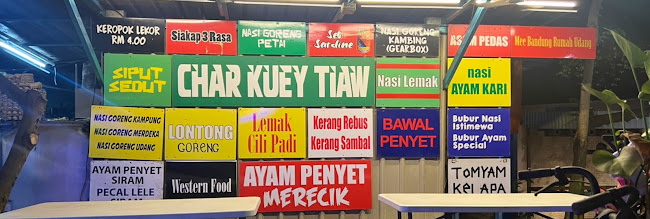 KEROPOK LEKOR
RM 4.00
Siakap 3 Rasa
NASI GORENG
PETAI
Set
Sardine
NASI GORENG
KAMBING
(GEARBOX)
ASAM PEDAS
Mee Bandung Rumah Udang
SIPUT
SEDUT
CHAR KUEY TIAW
Nasi Lemak
nasi
AYAM KARI
NASI GORENG KAMPUNG
NASI GORENG MERDEKA
NASI GORENG UDANG
LONTONG
GORENG
Lemak
Cili Padi
Kerang Rebus
Kerang Sambal
BAWAL
PENYET
Bubur Nasi
Istimewa
Bubur Ayam
Special
AYAM PENYET
SIRAM
PECAL LELE
SIRAM
Western Food
AYAM PENYET
MERECIK
TOMYAM
KELAPA